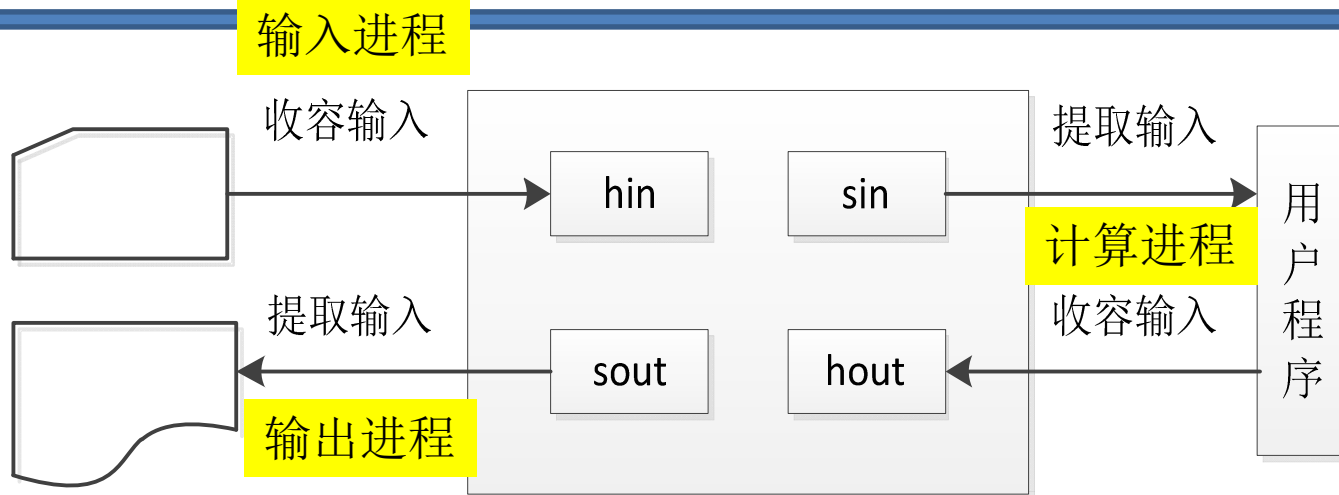 输入进程
收容输入
提取输入
hin
sin
用户程序
计算进程
提取输入
收容输入
sout
hout
输出进程